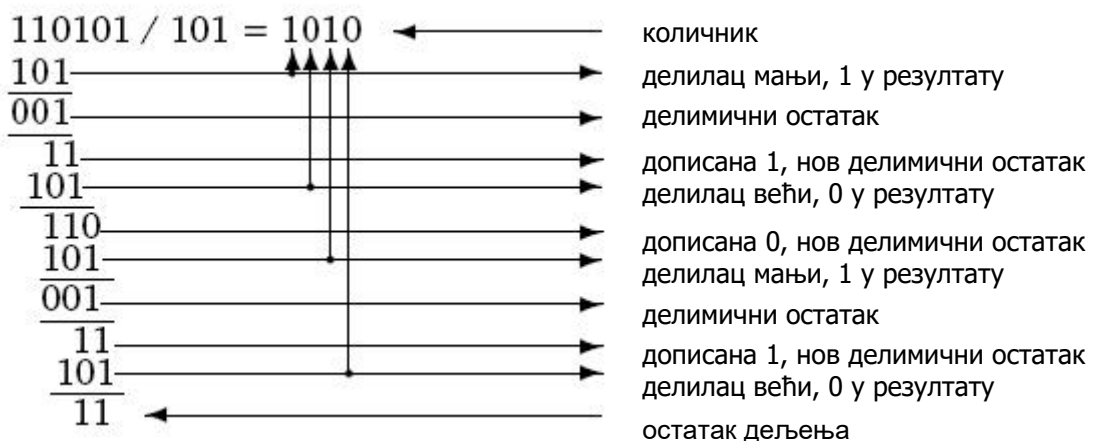 110101 / 101 = 1010 количник
101 делилац мањи, 1 у резултату
001 делимични остатак
11 дописана 1, нов делимични остатак
101 делилац већи, 0 у резултату
110 дописана 0, нов делимични остатак
101 делилац мањи, 1 у резултату
001 делимични остатак
11 дописана 1, нов делимични остатак
101 делилац већи, 0 у резултату
11 остатак дељења